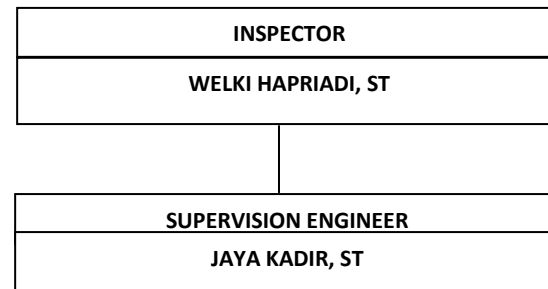 INSPECTOR
WELKI HAPRIADI, ST
SUPERVISION ENGINEER
JAYA KADIR, ST